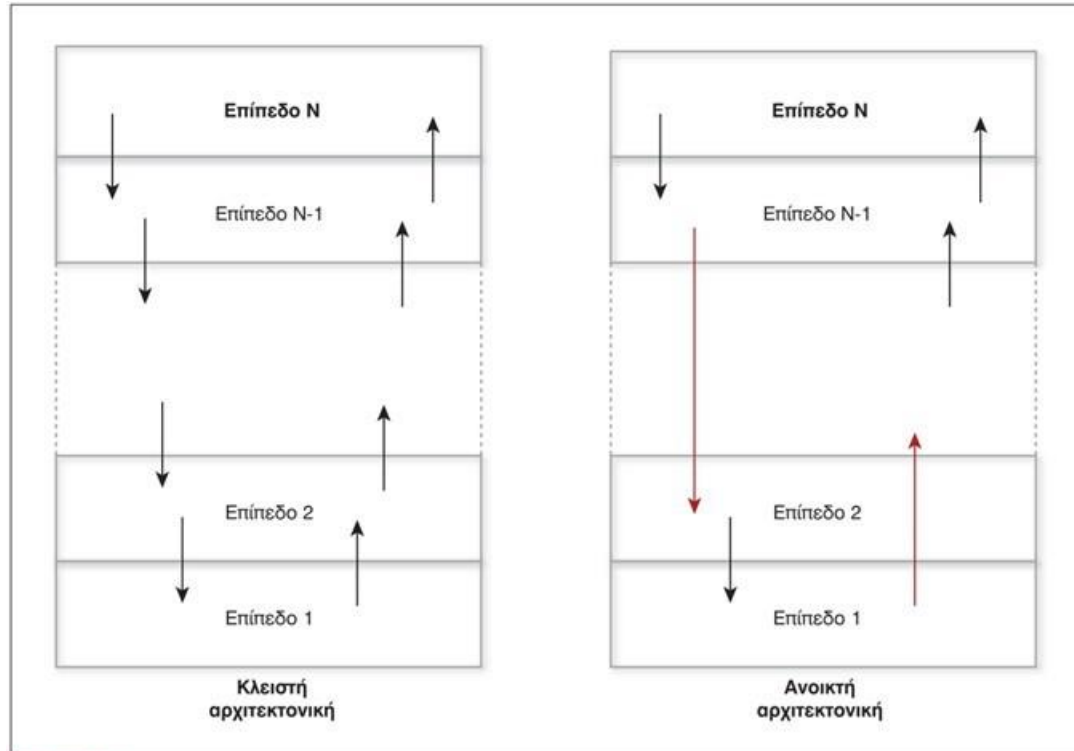 Επίπεδο Ν
Επίπεδο Ν-1
Επίπεδο 2
Επίπεδο 1
Κλειστή
αρχιτεκτονική
Επίπεδο Ν
Επίπεδο Ν-1
Επίπεδο 2
Επίπεδο 1
Ανοικτή
αρχιτεκτονική